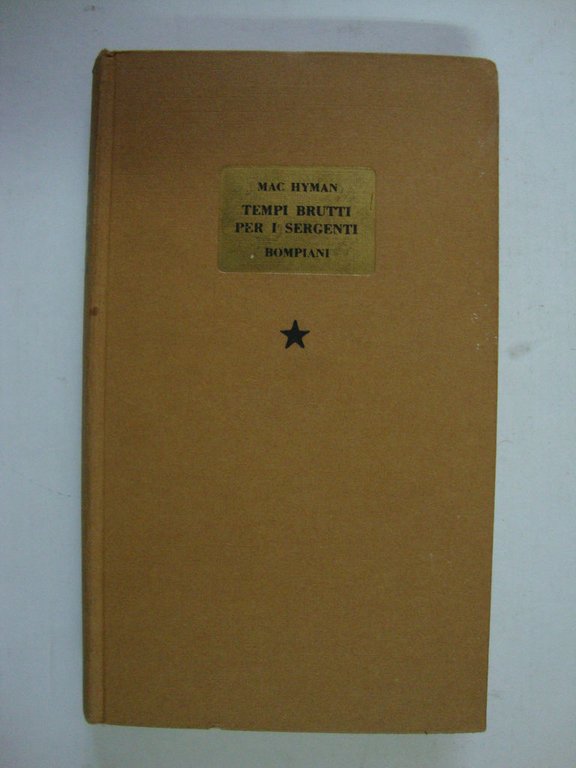 MAC HYMAN
TEMPI BRUTTI
PER I SERGENTI
BOMPIANI